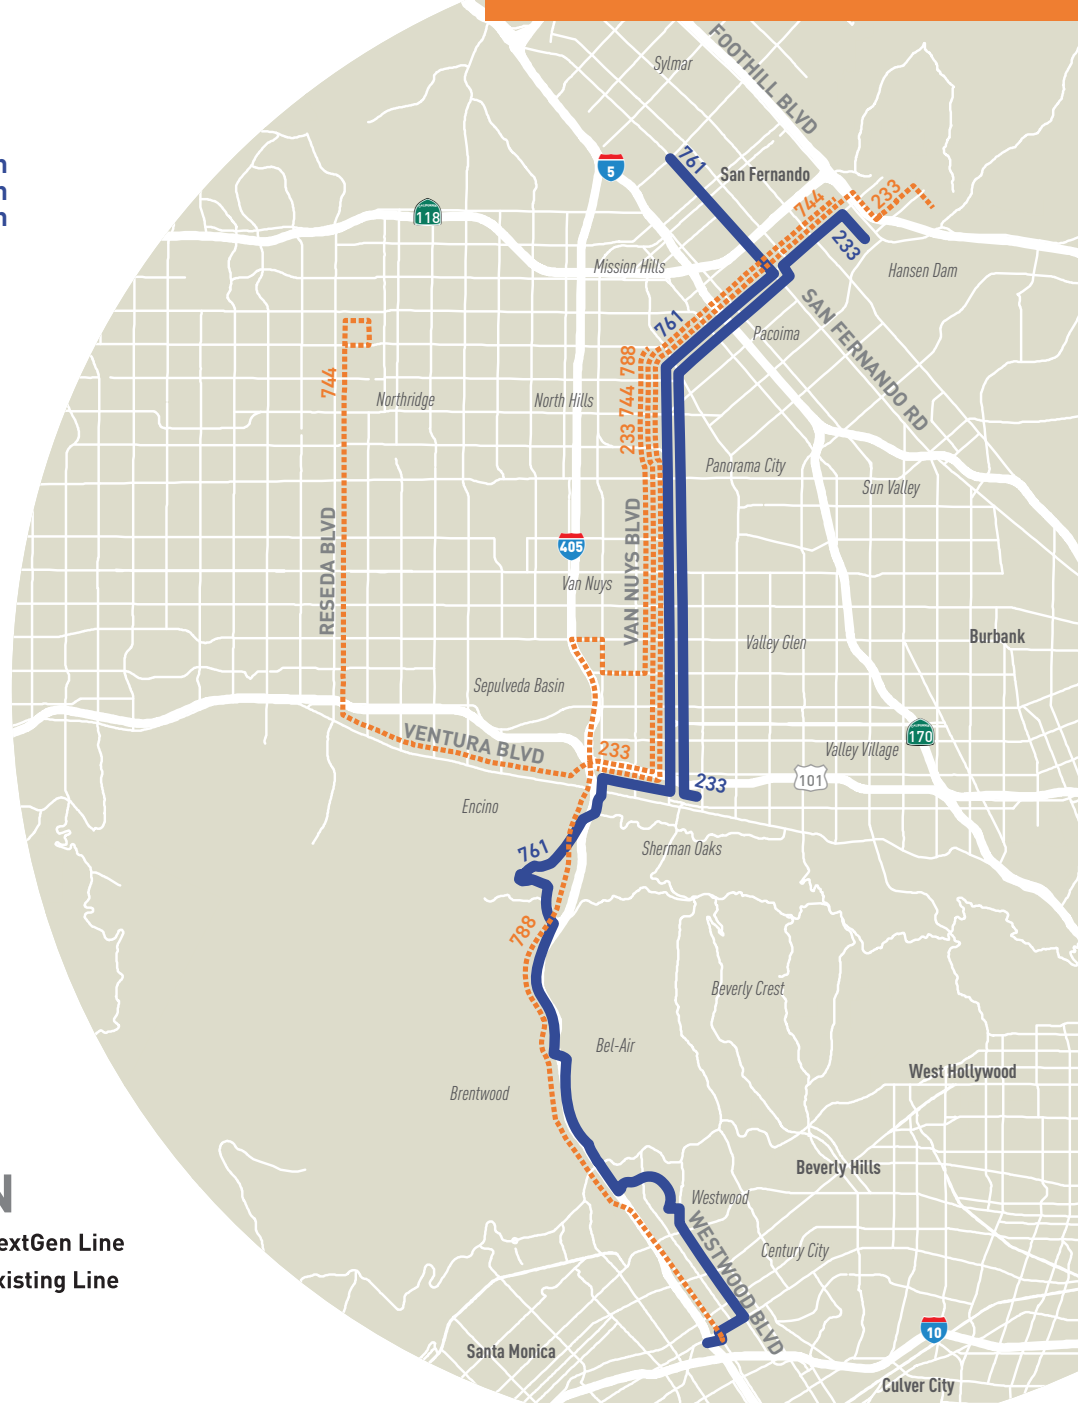 FOOTHILL BLVD
Sylmar
761
San Fernando
5
744
233
118
233
Mission Hills
Hansen Dam
761
SAN FERNANDO RD
Pacoima
788
744
233
744
Northridge
North Hills
Panorama City
Sun Valley
RESEDA BLVD
VAN NUYS BLVD
405
Van Nuys
Burbank
Valley Glen
Sepulveda Basin
CALIFORNIA
170
VENTURA BLVD
233
Valley Village
101
233
Encino
761
Sherman Oaks
788
Beverly Crest
Bel-Air
West Hollywood
Brentwood
Beverly Hills
Westwood
WESTWOOD BLVD
Century City
extGen Line
xisting Line
10
Santa Monica
Culver City